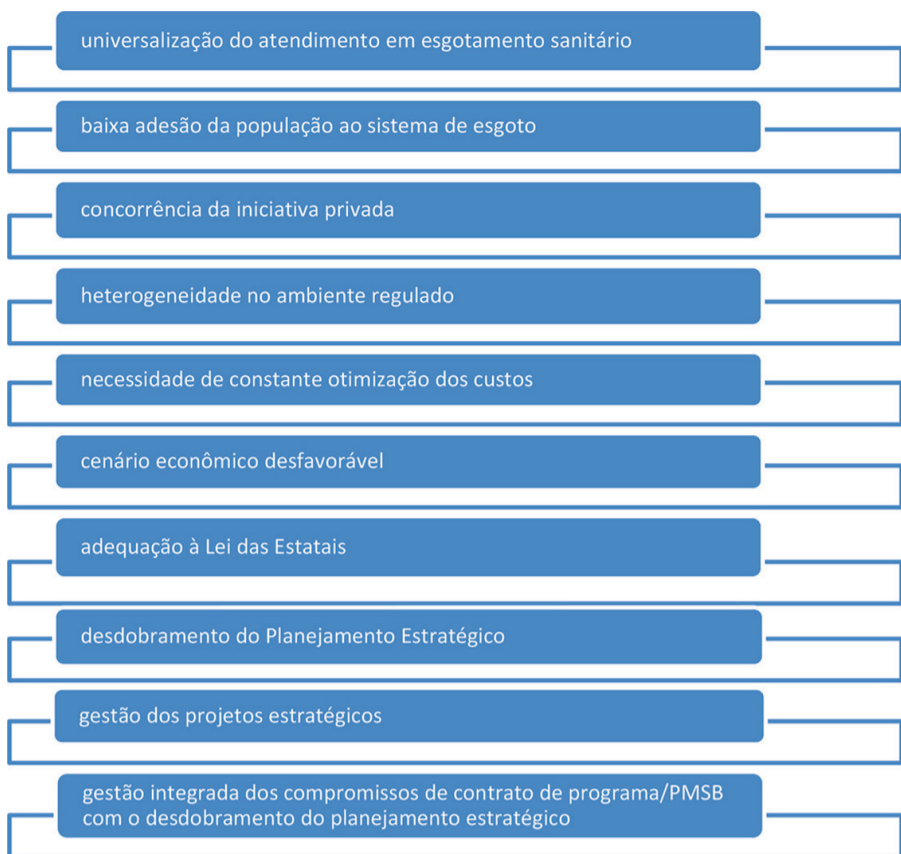 universalização do atendimento em esgotamento sanitário
baixa adesão da população ao sistema de esgoto
concorrência da iniciativa privada
heterogeneidade no ambiente regulado
necessidade de constante otimização dos custos
cenário econômico desfavorável
adequação à Lei das Estatais
desdobramento do Planejamento Estratégico
gestão dos projetos estratégicos
gestão integrada dos compromissos de contrato de programa/PMSB
com o desdobramento do planejamento estratégico